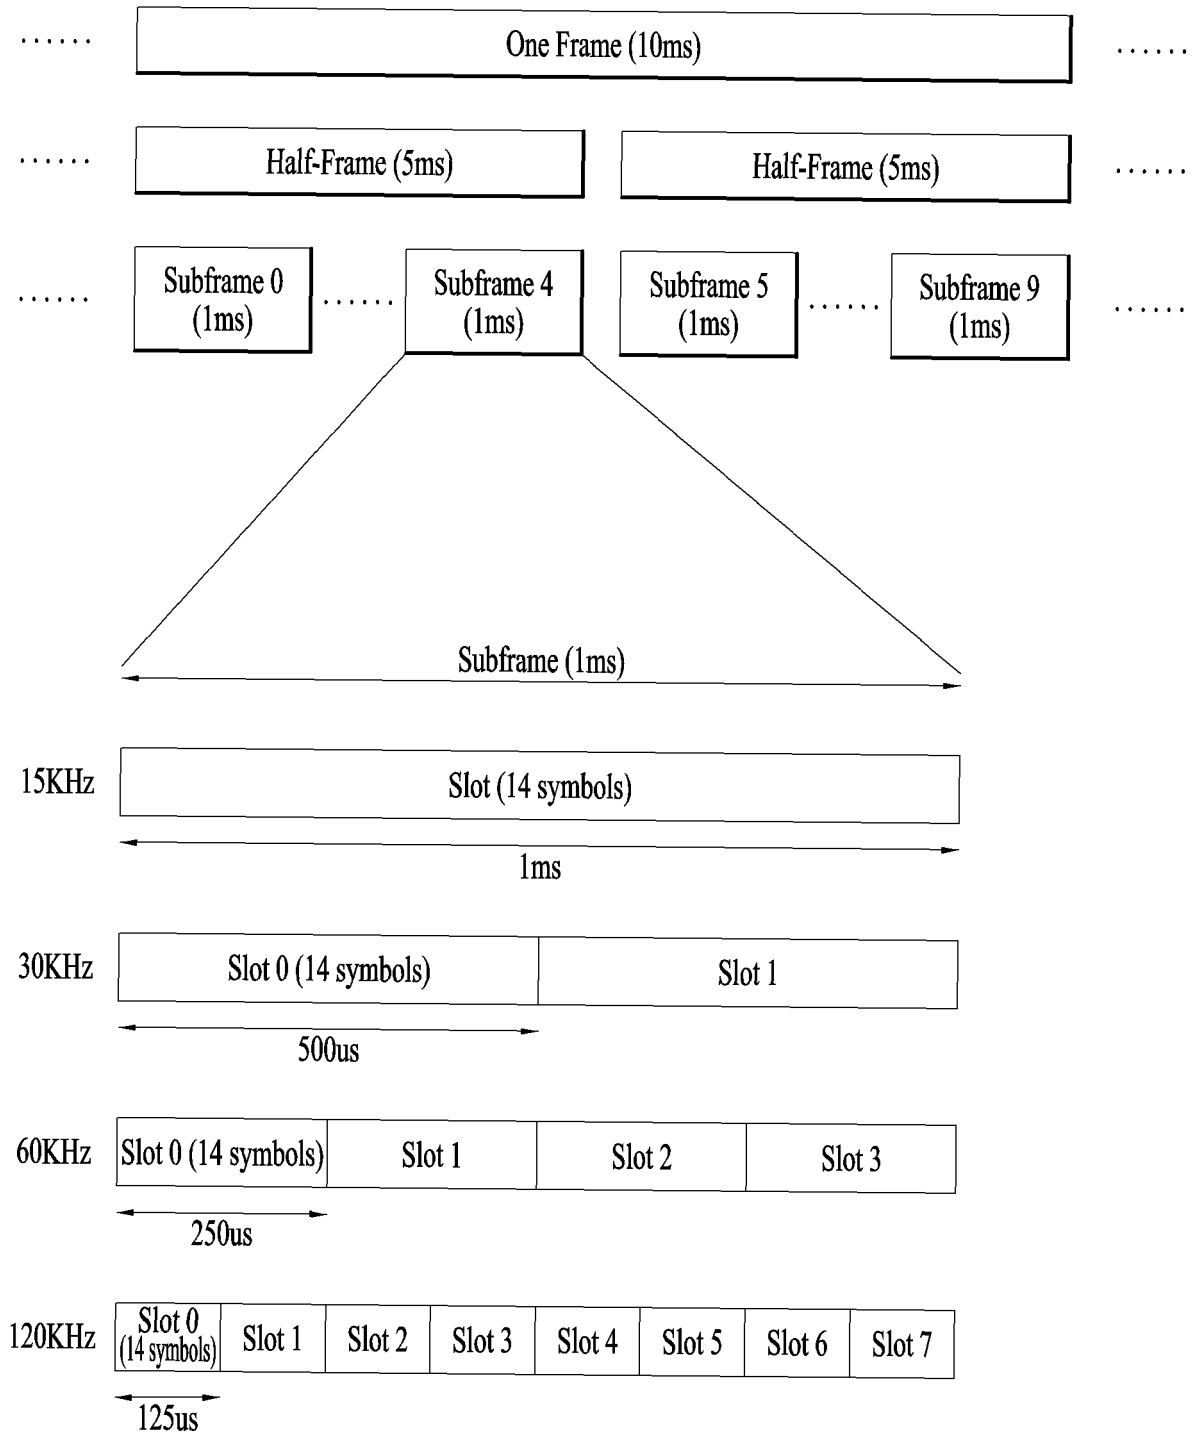 ...... One Frame (10ms) ......
...... Half-Frame (5ms) Half-Frame (5ms) ......
...... Subframe 0 ...... Subframe 4 Subframe 5 ...... Subframe 9 ......
(1ms) (1ms) (1ms) (1ms)
Subframe (1ms)
15KHz Slot (14 symbols)
1ms
30KHz Slot 0 (14 symbols) Slot 1
500us
60KHz Slot 0 (14 symbols) Slot 1 Slot 2 Slot 3
250us
120KHz Slot 0 (14 symbols) Slot 1 Slot 2 Slot 3 Slot 4 Slot 5 Slot 6 Slot 7
125us